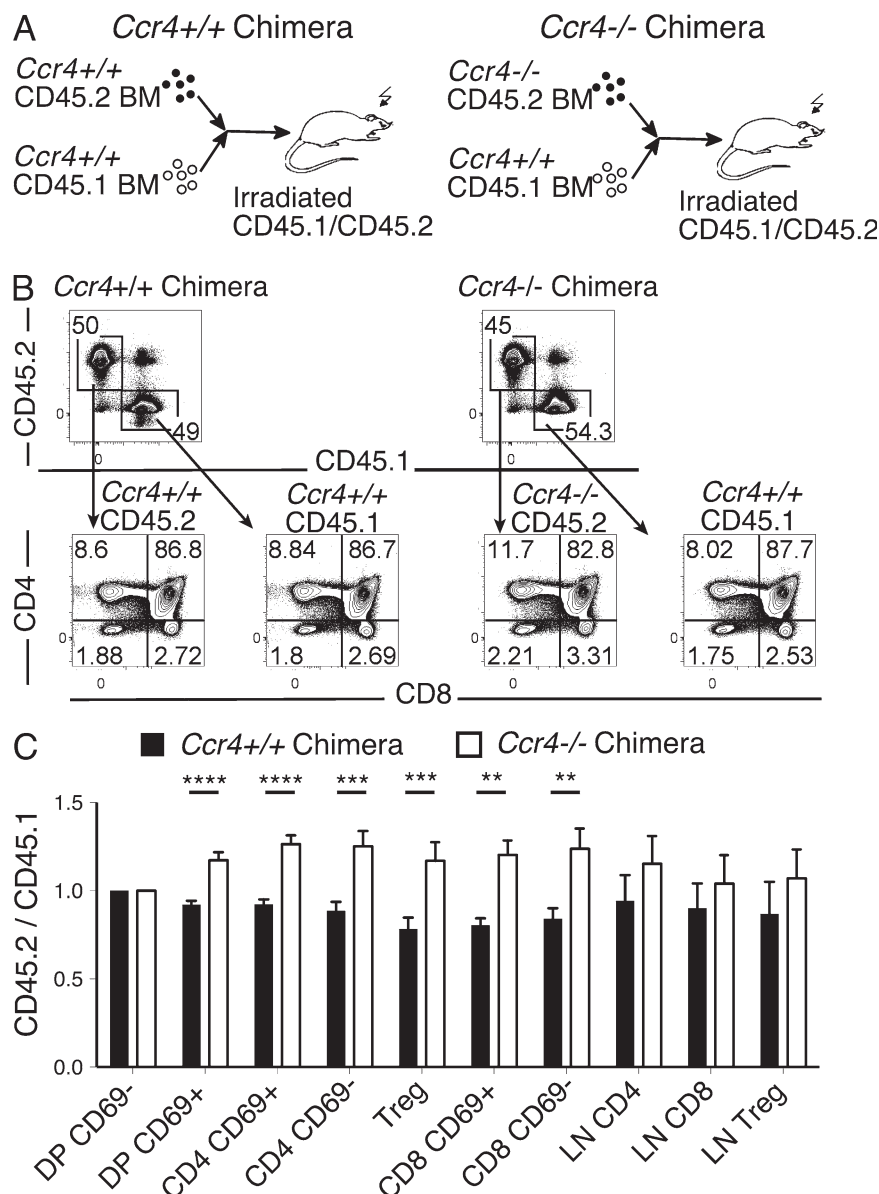 A
Ccr4+/+ Chimera
Ccr4-/- Chimera
Ccr4+/+
CD45.2 BM
Ccr4+/+
CD45.1 BM
Irradiated
CD45.1/CD45.2
Ccr4-/-
CD45.2 BM
Ccr4+/+
CD45.1 BM
Irradiated
CD45.1/CD45.2
B
Ccr4+/+ Chimera
Ccr4-/- Chimera
CD45.2
50
49
0
0
45
54.3
0
0
CD45.1
Ccr4+/+
CD45.2
Ccr4+/+
CD45.1
Ccr4-/-
CD45.2
Ccr4+/+
CD45.1
CD4
8.6 86.8
1.88 2.72
0
0
8.84 86.7
1.8 2.69
0
0
11.7 82.8
2.21 3.31
0
0
8.02 87.7
1.75 2.53
0
0
CD8
C
Ccr4+/+ Chimera
Ccr4-/- Chimera
**** **** *** *** ** **
CD45.2 / CD45.1
1.5
1.0
0.5
0.0
DP CD69-
DP CD69+
CD4 CD69+
CD4 CD69-
Treg
CD8 CD69+
CD8 CD69-
LN CD4
LN CD8
LN Treg